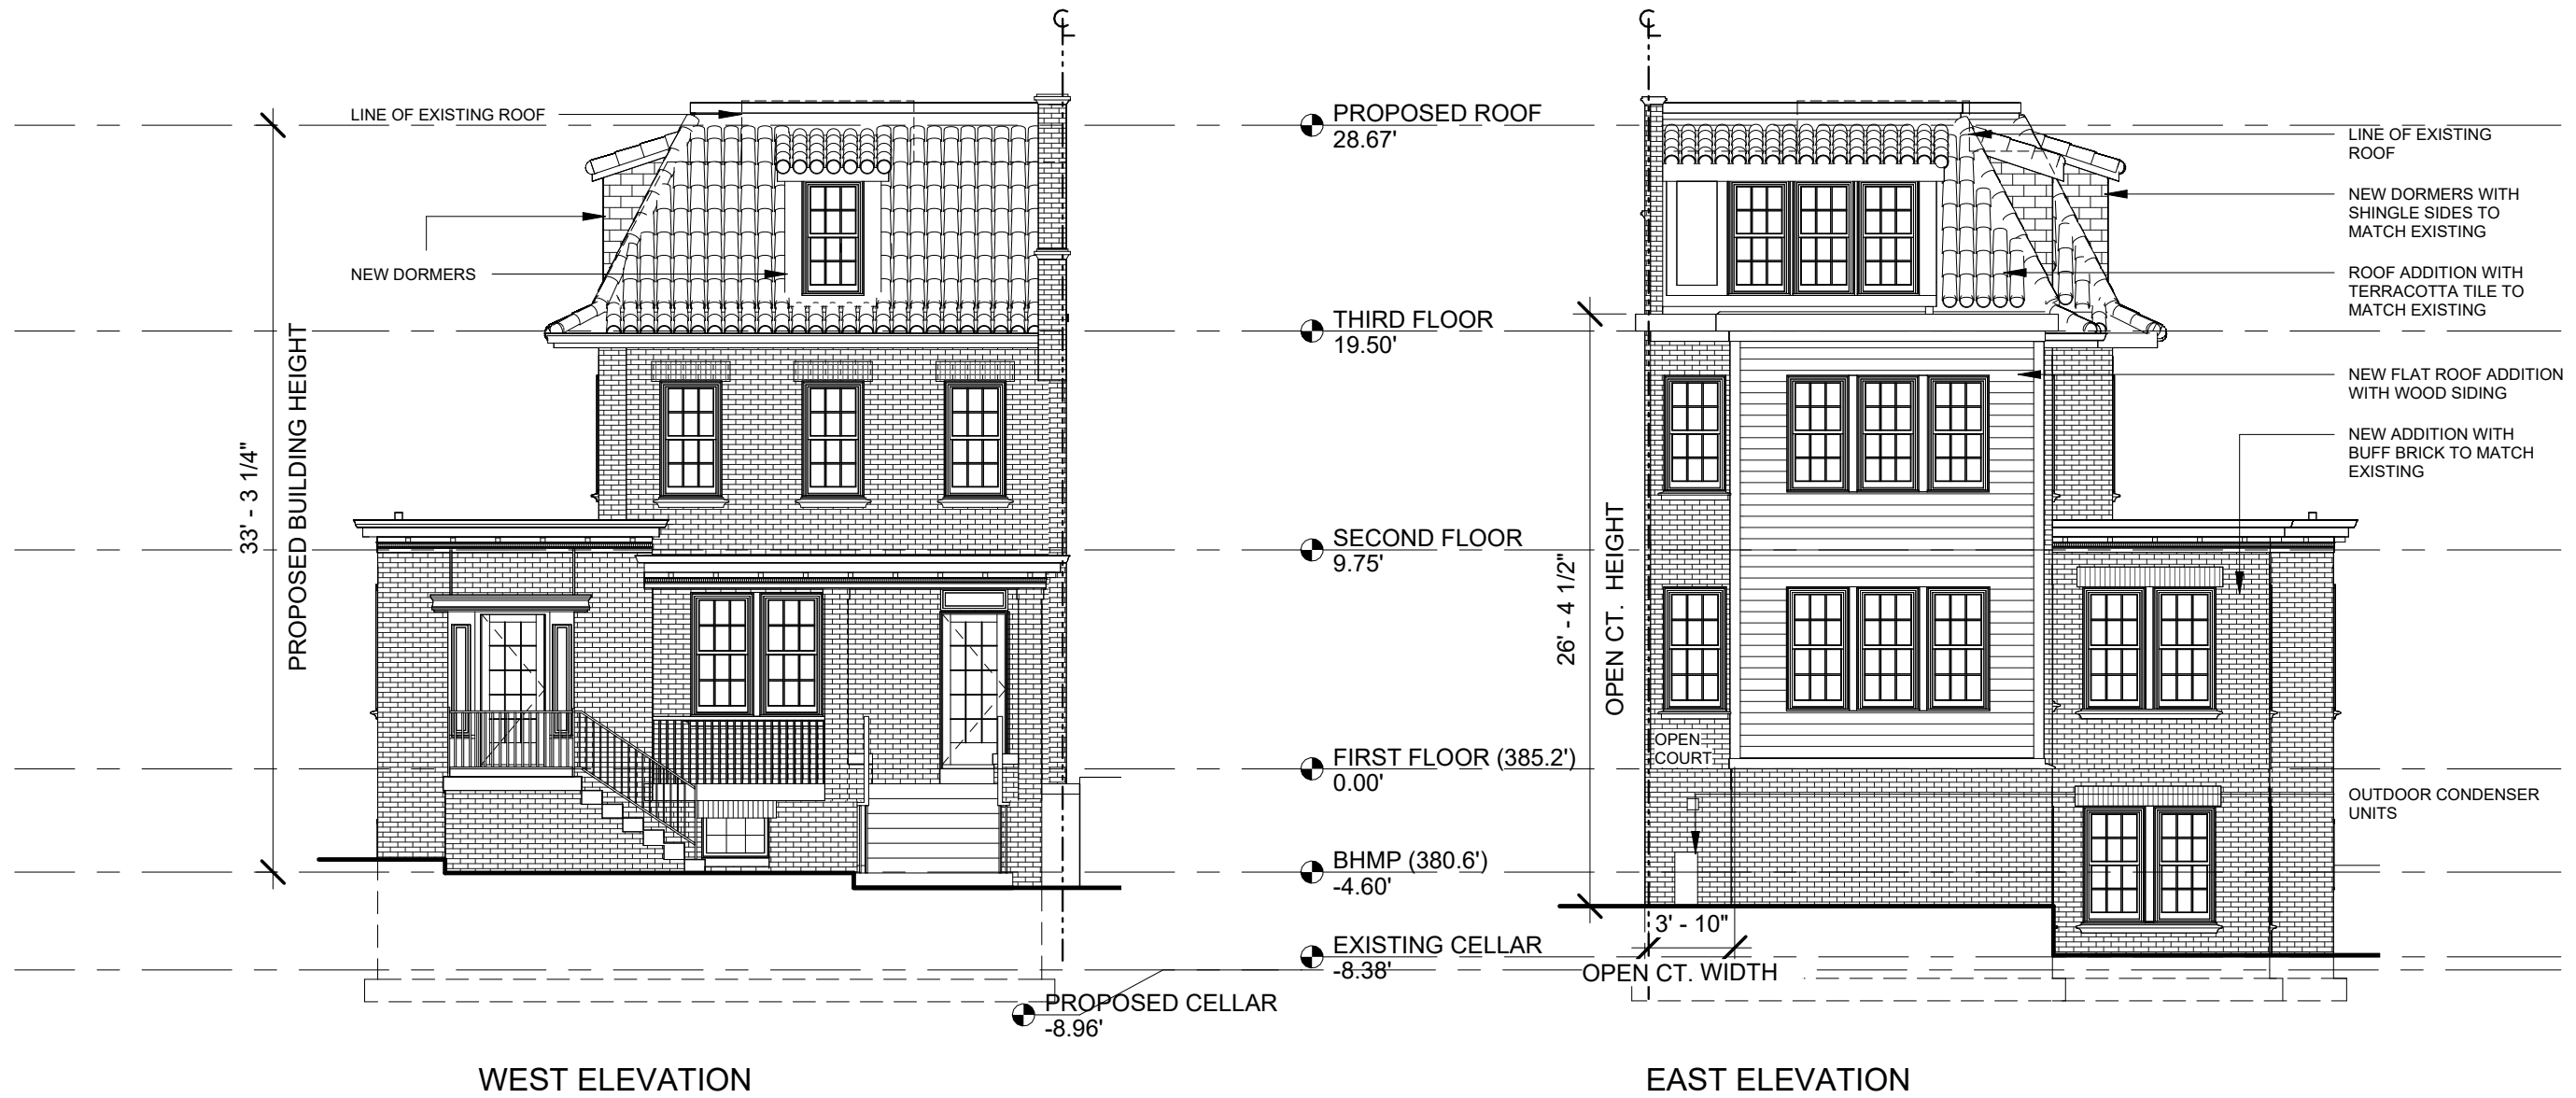 LINE OF EXISTING ROOF
NEW DORMERS
33' - 3 1/4"
PROPOSED BUILDING HEIGHT
WEST ELEVATION
PROPOSED ROOF
28.67'
THIRD FLOOR
19.50'
SECOND FLOOR
9.75'
FIRST FLOOR (385.2')
0.00'
BHMP (380.6')
-4.60'
EXISTING CELLAR
-8.38'
PROPOSED CELLAR
-8.96'
26' - 4 1/2"
OPEN CT. HEIGHT
OPEN
COURT
3' - 10"
OPEN CT. WIDTH
LINE OF EXISTING
ROOF
NEW DORMERS WITH
SHINGLE SIDES TO
MATCH EXISTING
ROOF ADDITION WITH
TERRACOTTA TILE TO
MATCH EXISTING
NEW FLAT ROOF ADDITION
WITH WOOD SIDING
NEW ADDITION WITH
BUFF BRICK TO MATCH
EXISTING
OUTDOOR CONDENSER
UNITS
EAST ELEVATION